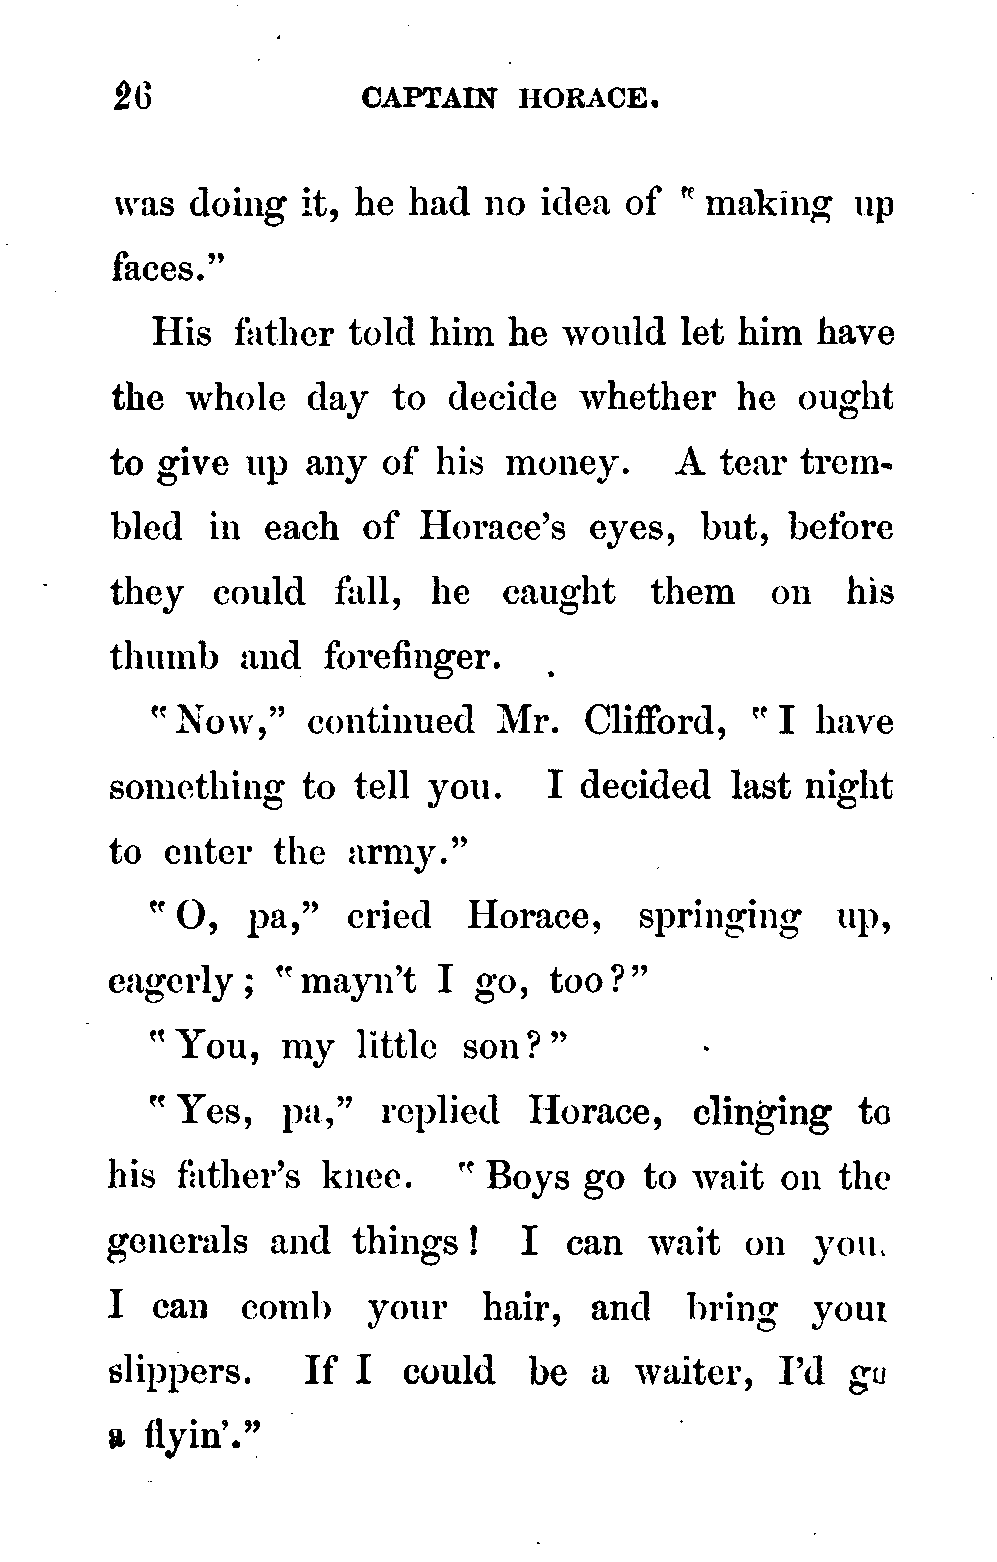 26 CAPTAIN HORACE.
was doing it, he had no idea of "making up
faces."
His father told him he would let him have
the whole day to decide whether he ought
to give up any of his money. A tear trem-
bled in each of Horace's eyes, but, before
they could fall, he caught them on his
thumb and forefinger.
"Now," continued Mr. Clifford, "I have
something to tell you. I decided last night
to enter the army."
"O, pa," cried Horace, springing up,
eagerly; "mayn't I go, too?"
"You, my little son?"
"Yes, pa," replied Horace, clinging to
his father's knee. "Boys go to wait on the
generals and things! I can wait on you.
I can comb your hair, and bring your
slippers. If I could be a waiter, I'd go
a flyin'."